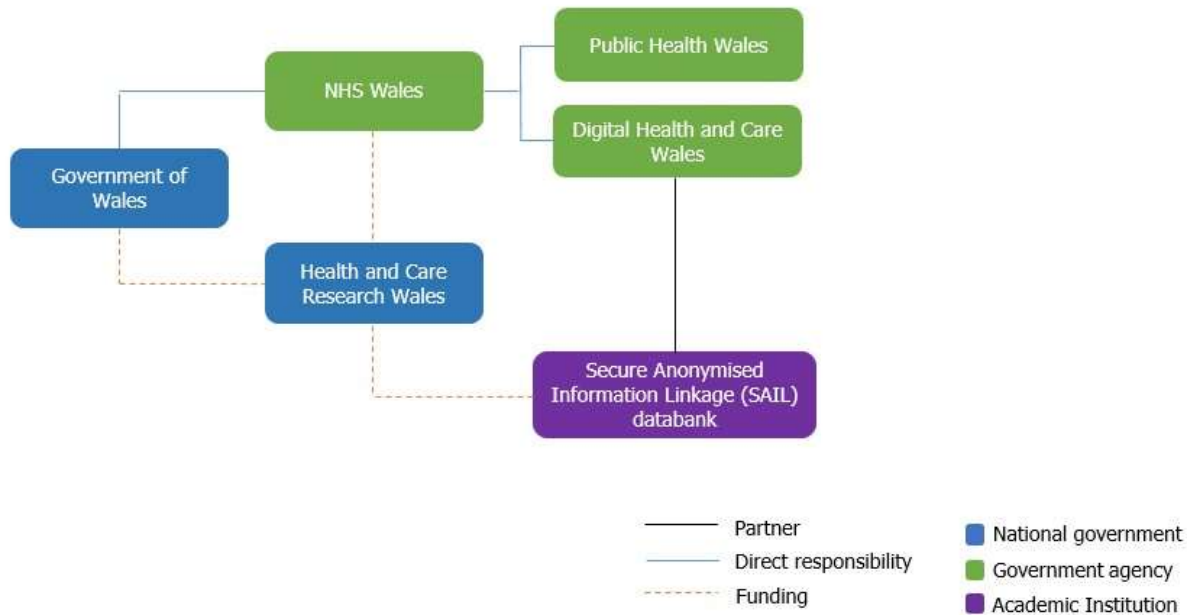 Public Health Wales
NHS Wales
Digital Health and Care
Wales
Government of
Wales
Health and Care
Research Wales
Secure Anonymised
Information Linkage (SAIL)
databank
Partner
Direct responsibility
Funding
National government
Government agency
Academic Institution